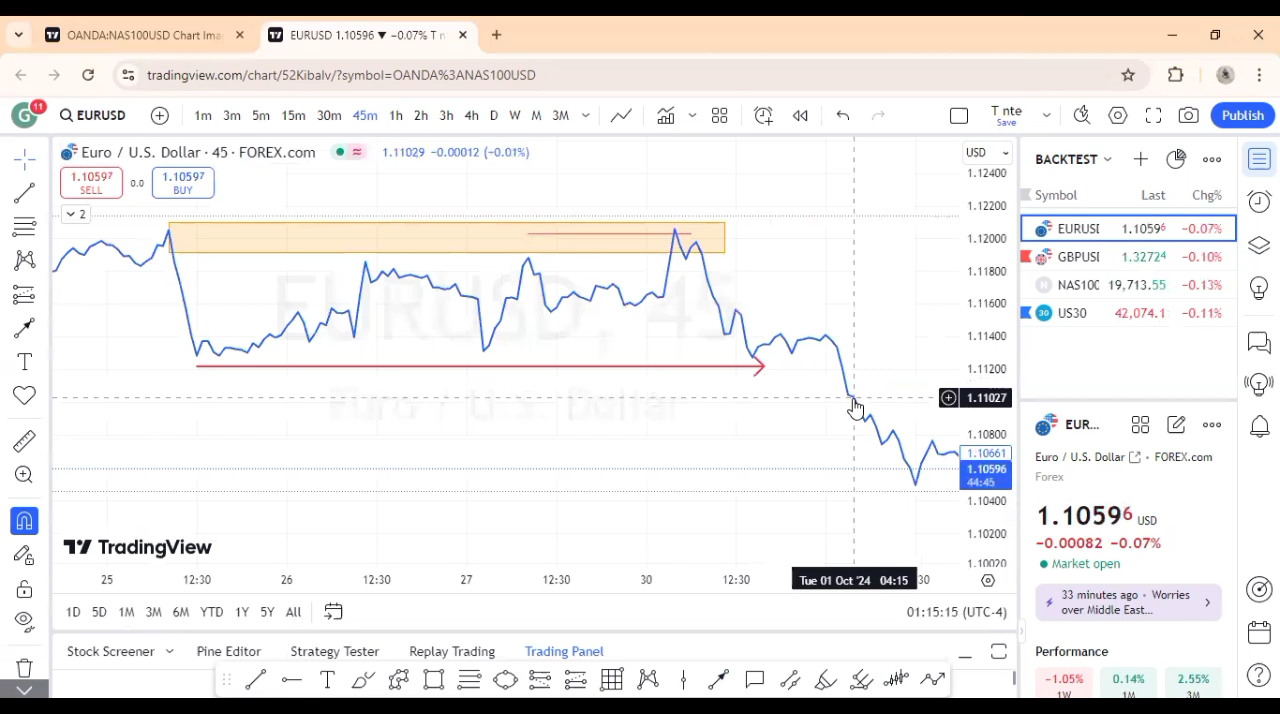 OANDA:NAS100USD Chart Ima
EURUSD 1.10596 ▼ −0.07% T n
tradingview.com/chart/52Kibalv/?symbol=OANDA%3ANAS100USD
G 11 EURUSD 1m 3m 5m 15m 30m 45m 1h 2h 3h 4h D W M 3M T nte Save Publish
Euro / U.S. Dollar · 45 · FOREX.com 1.11029 −0.00012 (−0.01%) USD
1.10597 SELL 0.0 1.10597 BUY
2
EURUSD, 45
Euro / U.S. Dollar
1.12400
1.12200
1.12000
1.11800
1.11600
1.11400
1.11200
1.11027
1.10800
1.10661
1.10596
44:45
1.10400
1.10200
1.10020
TradingView
25 12:30 26 12:30 27 12:30 30 12:30 Tue 01 Oct '24 04:15 :30
1D 5D 1M 3M 6M YTD 1Y 5Y All 01:15:15 (UTC-4)
Stock Screener Pine Editor Strategy Tester Replay Trading Trading Panel
BACKTEST
Symbol Last Chg%
EURUSI 1.10596 −0.07%
GBPUSI 1.32724 −0.10%
NAS100 19,713.55 −0.13%
US30 42,074.1 −0.11%
EUR...
Euro / U.S. Dollar · FOREX.com
Forex
1.10596 USD
−0.00082 −0.07%
Market open
33 minutes ago · Worries
over Middle East...
Performance
−1.05% 0.14% 2.55%
1W 1M 3M